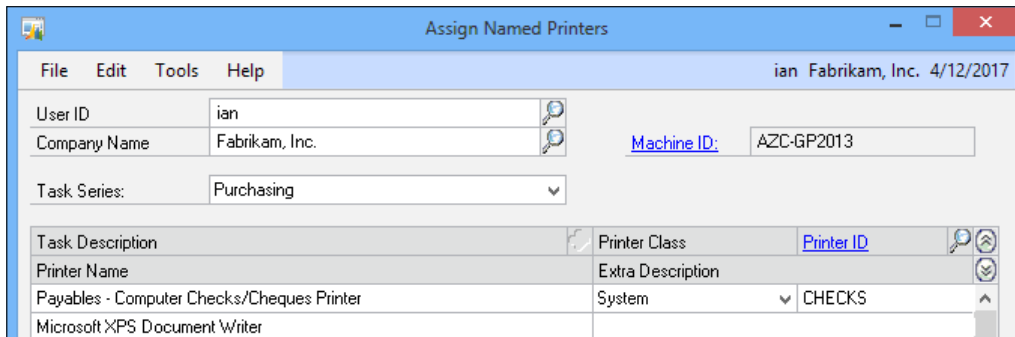 Assign Named Printers
File Edit Tools Help ian Fabrikam, Inc. 4/12/2017
User ID ian
Company Name Fabrikam, Inc. Machine ID: AZC-GP2013
Task Series: Purchasing
Task Description Printer Class Printer ID
Printer Name Extra Description
Payables - Computer Checks/Cheques Printer System CHECKS
Microsoft XPS Document Writer